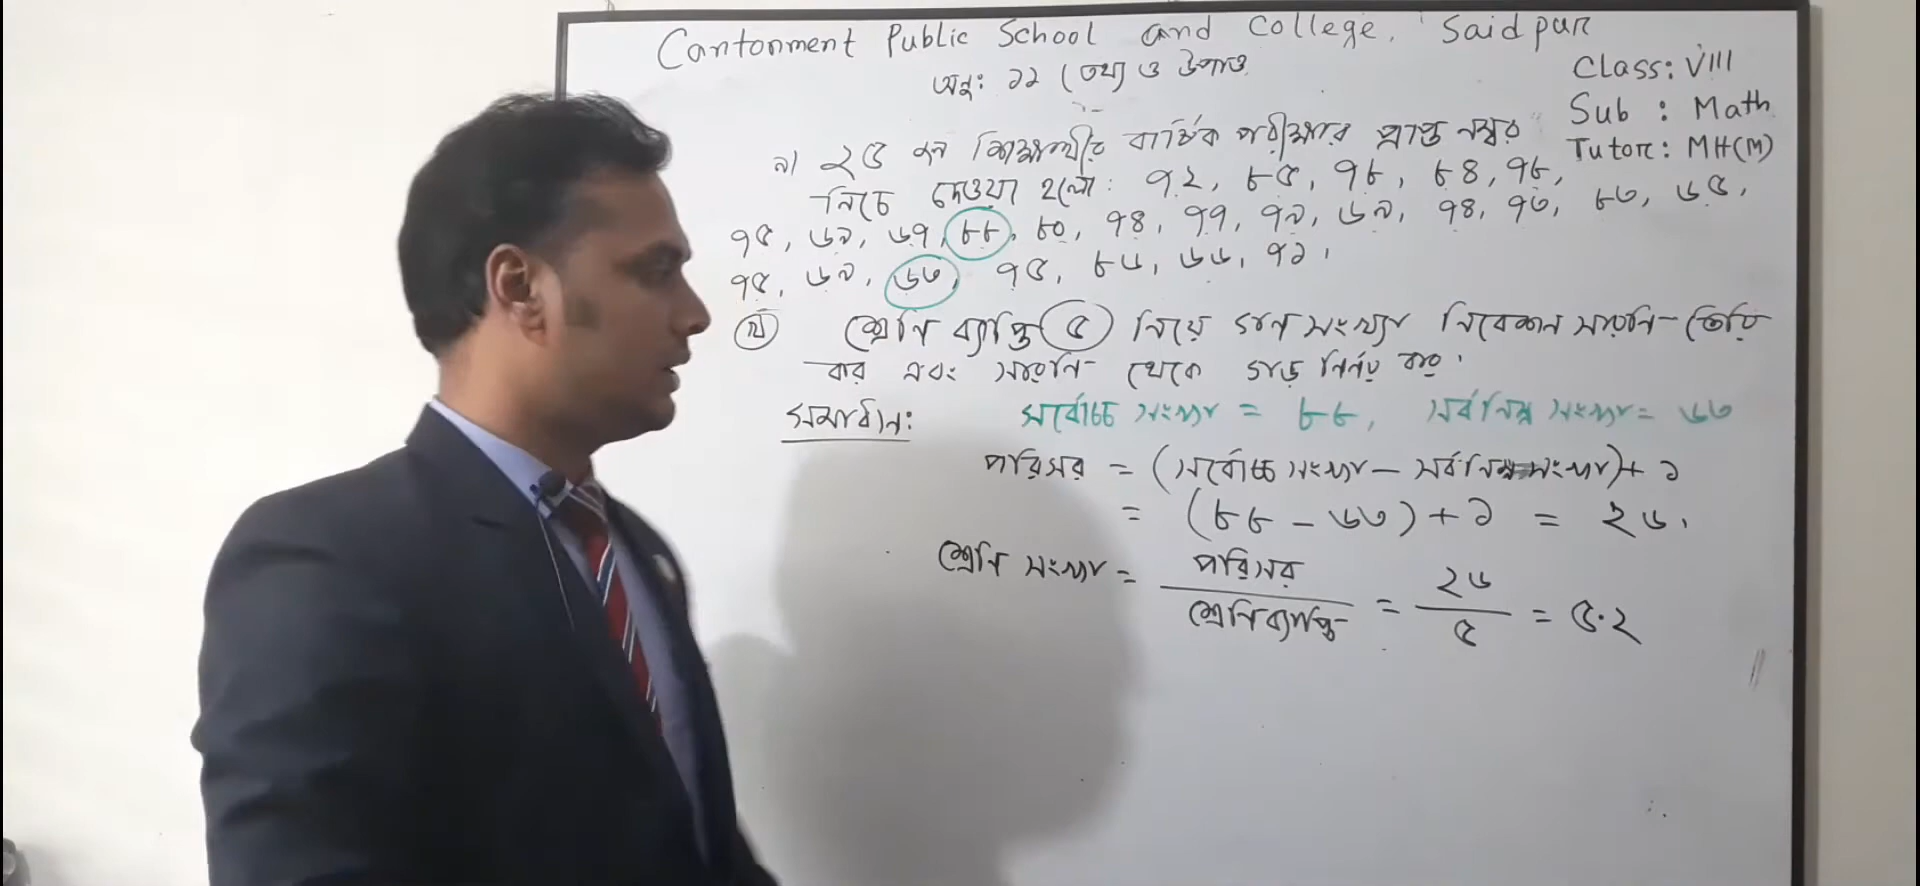 Cantonment Public School and College, Saidpur
অনু: ১১ (তথ্য ও উপাত্ত
Class: VIII
Sub : Math
Tutor: MH(M)
৯। ২৫ জন শিক্ষার্থীর বার্ষিক পরীক্ষার প্রাপ্ত নম্বর
নিচে দেওয়া হলো: ৭২, ৮৫, ৭৮, ৮৪, ৭৮,
৭৫, ৬৯, ৬৭, ৮৮, ৮০, ৭৪, ৭৭, ৭৯, ৬৯, ৭৪, ৭৩, ৮৩, ৬৫,
৭৫, ৬৯, ৬৩, ৭৫, ৮৬, ৬৬, ৭১।
শ্রেণি ব্যাপ্তি ৫ নিয়ে গণসংখ্যা নিবেশন সারণি তৈরি
কর এবং সারণি থেকে গড় নির্ণয় কর।
সমাধান:
সর্বোচ্চ সংখ্যা = ৮৮, সর্বনিম্ন সংখ্যা = ৬৩
পরিসর = (সর্বোচ্চ সংখ্যা – সর্বনিম্ন সংখ্যা) + ১
= (৮৮ – ৬৩) + ১ = ২৬।
শ্রেণি সংখ্যা = পরিসর / শ্রেণিব্যাপ্তি = ২৬ / ৫ = ৫.২